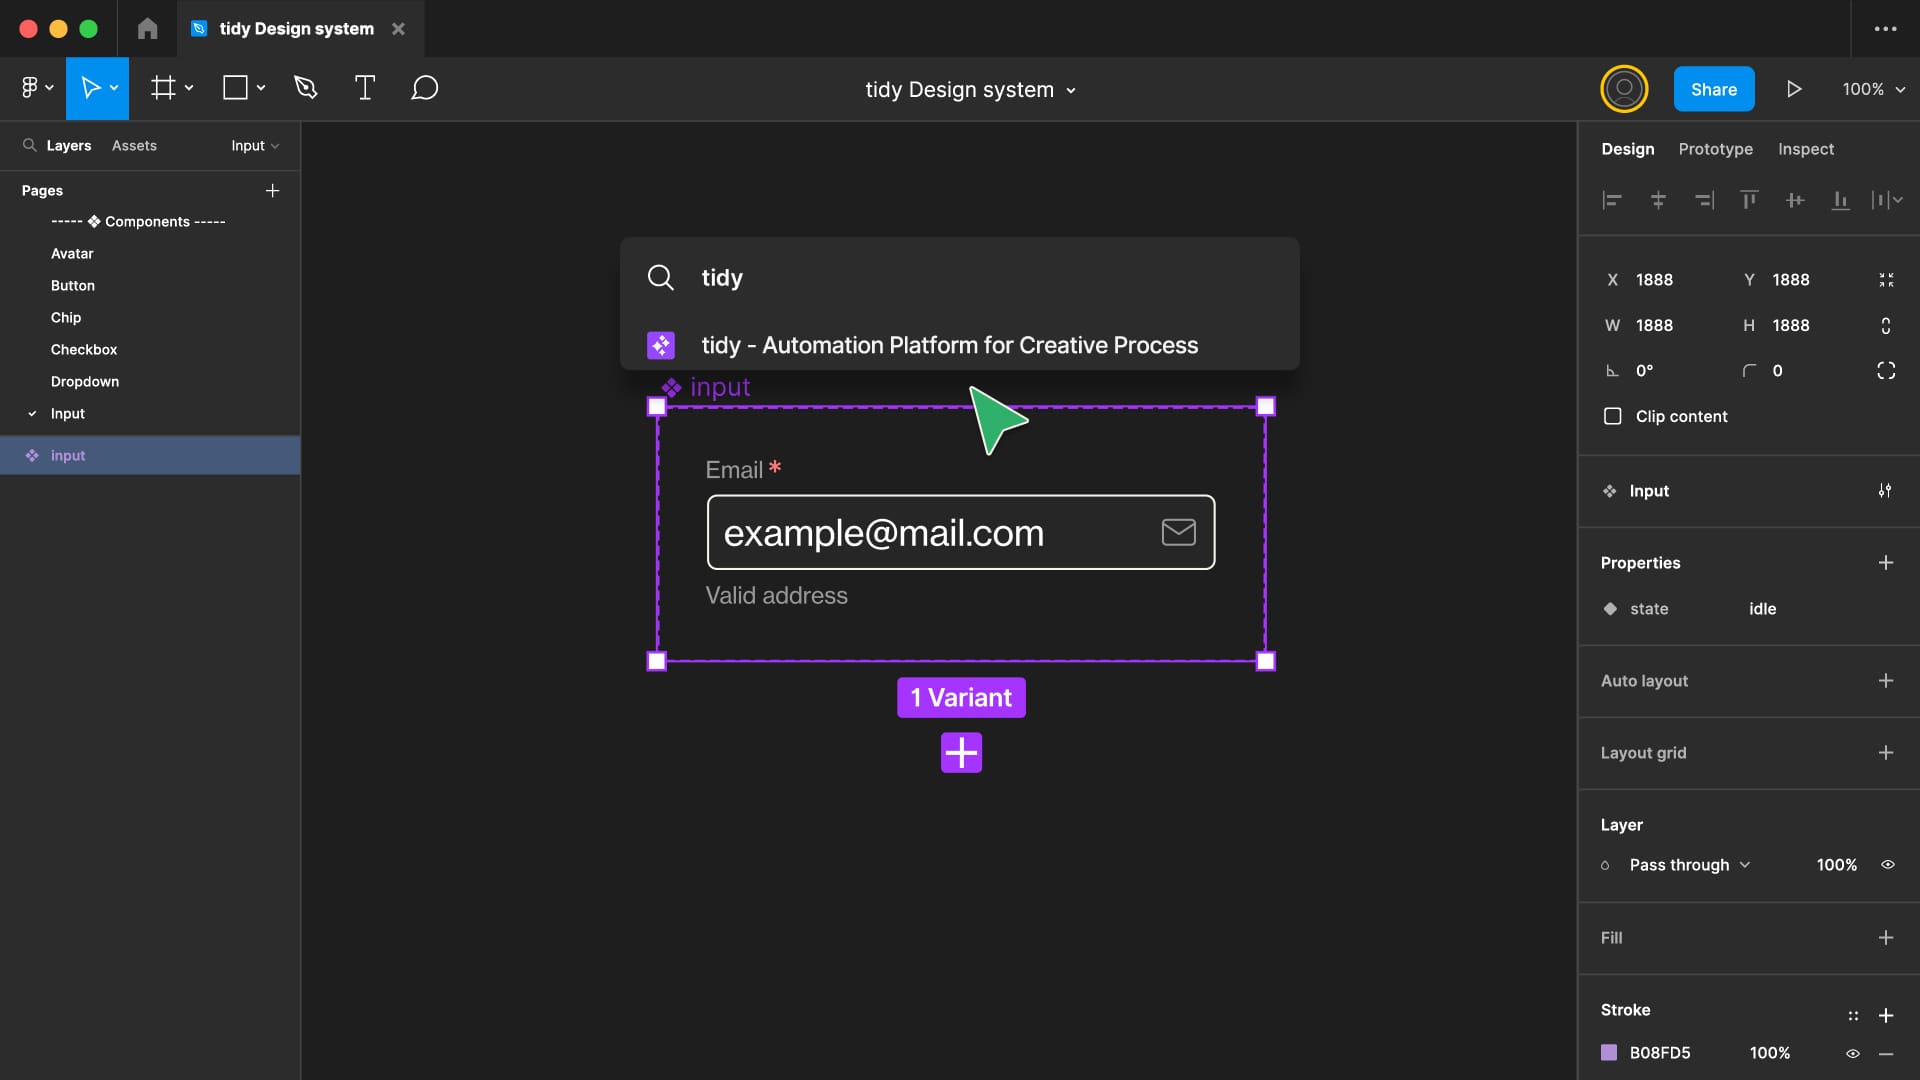 tidy Design system
tidy Design system
Share
100%
Layers Assets Input
Pages
----- ❖ Components -----
Avatar
Button
Chip
Checkbox
Dropdown
Input
input
tidy
tidy - Automation Platform for Creative Process
input
Email *
example@mail.com
Valid address
1 Variant
Design Prototype Inspect
X 1888 Y 1888
W 1888 H 1888
0° 0
Clip content
Input
Properties
state idle
Auto layout
Layout grid
Layer
Pass through 100%
Fill
Stroke
B08FD5 100%